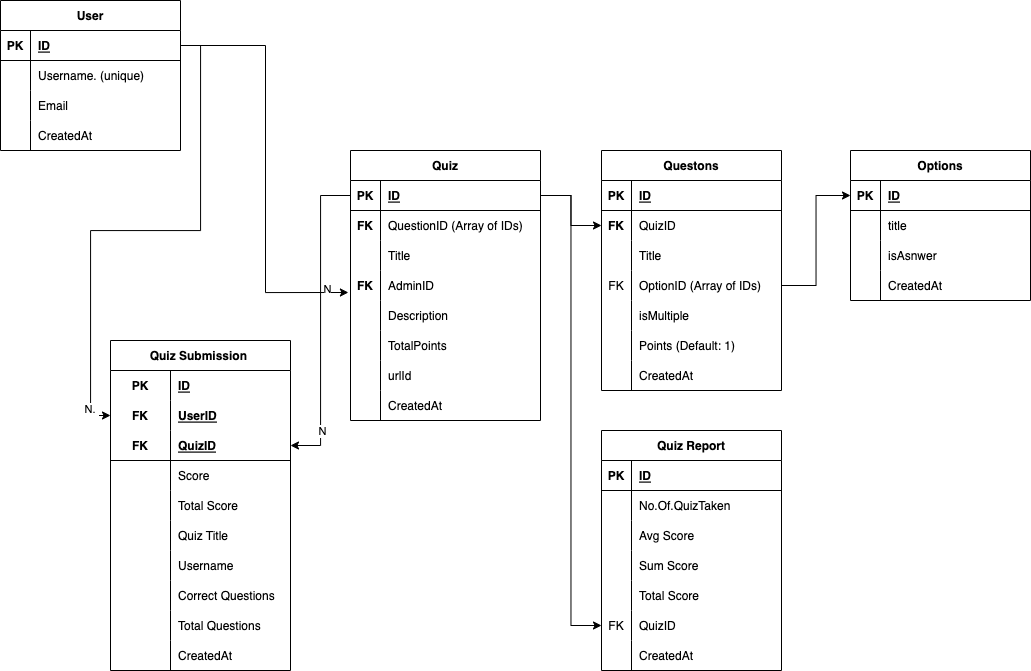 User
PK ID
Username. (unique)
Email
CreatedAt
Quiz
PK ID
FK QuestionID (Array of IDs)
Title
FK AdminID
Description
TotalPoints
urlId
CreatedAt
Questons
PK ID
FK QuizID
Title
FK OptionID (Array of IDs)
isMultiple
Points (Default: 1)
CreatedAt
Options
PK ID
title
isAsnwer
CreatedAt
N
Quiz Submission
PK ID
FK UserID
FK QuizID
Score
Total Score
Quiz Title
Username
Correct Questions
Total Questions
CreatedAt
N.
N
Quiz Report
PK ID
No.Of.QuizTaken
Avg Score
Sum Score
Total Score
FK QuizID
CreatedAt